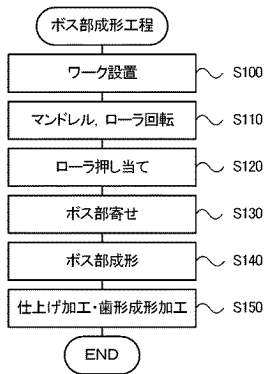 ボス部成形工程
ワーク設置 S100
マンドレル，ローラ回転 S110
ローラ押し当て S120
ボス部寄せ S130
ボス部成形 S140
仕上げ加工・歯形成形加工 S150
END